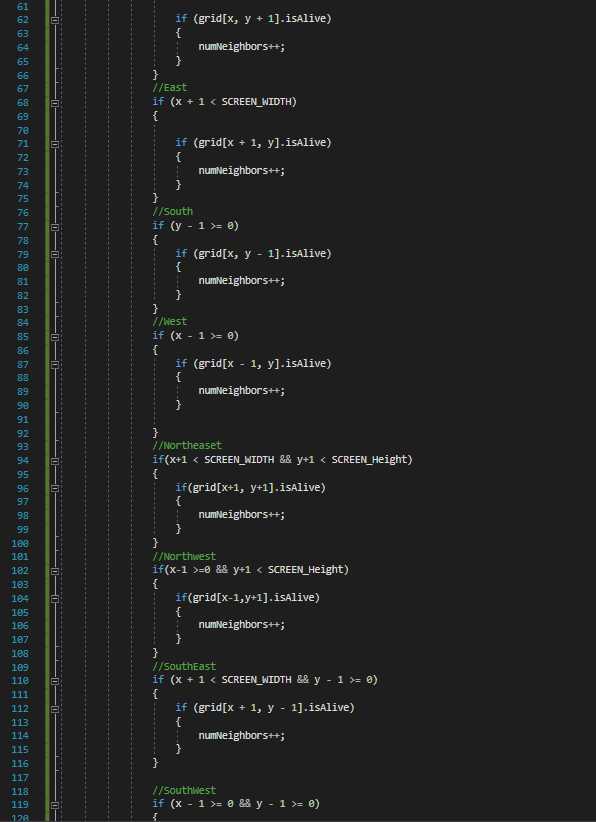 61
62 if (grid[x, y + 1].isAlive)
63 {
64 numNeighbors++;
65 }
66 }
67 //East
68 if (x + 1 < SCREEN_WIDTH)
69 {
70
71 if (grid[x + 1, y].isAlive)
72 {
73 numNeighbors++;
74 }
75 }
76 //South
77 if (y - 1 >= 0)
78 {
79 if (grid[x, y - 1].isAlive)
80 {
81 numNeighbors++;
82 }
83 }
84 //West
85 if (x - 1 >= 0)
86 {
87 if (grid[x - 1, y].isAlive)
88 {
89 numNeighbors++;
90 }
91
92 }
93 //Northeaset
94 if(x+1 < SCREEN_WIDTH && y+1 < SCREEN_Height)
95 {
96 if(grid[x+1, y+1].isAlive)
97 {
98 numNeighbors++;
99 }
100 }
101 //Northwest
102 if(x-1 >=0 && y+1 < SCREEN_Height)
103 {
104 if(grid[x-1,y+1].isAlive)
105 {
106 numNeighbors++;
107 }
108 }
109 //SouthEast
110 if (x + 1 < SCREEN_WIDTH && y - 1 >= 0)
111 {
112 if (grid[x + 1, y - 1].isAlive)
113 {
114 numNeighbors++;
115 }
116 }
117
118 //SouthWest
119 if (x - 1 >= 0 && y - 1 >= 0)
120 {